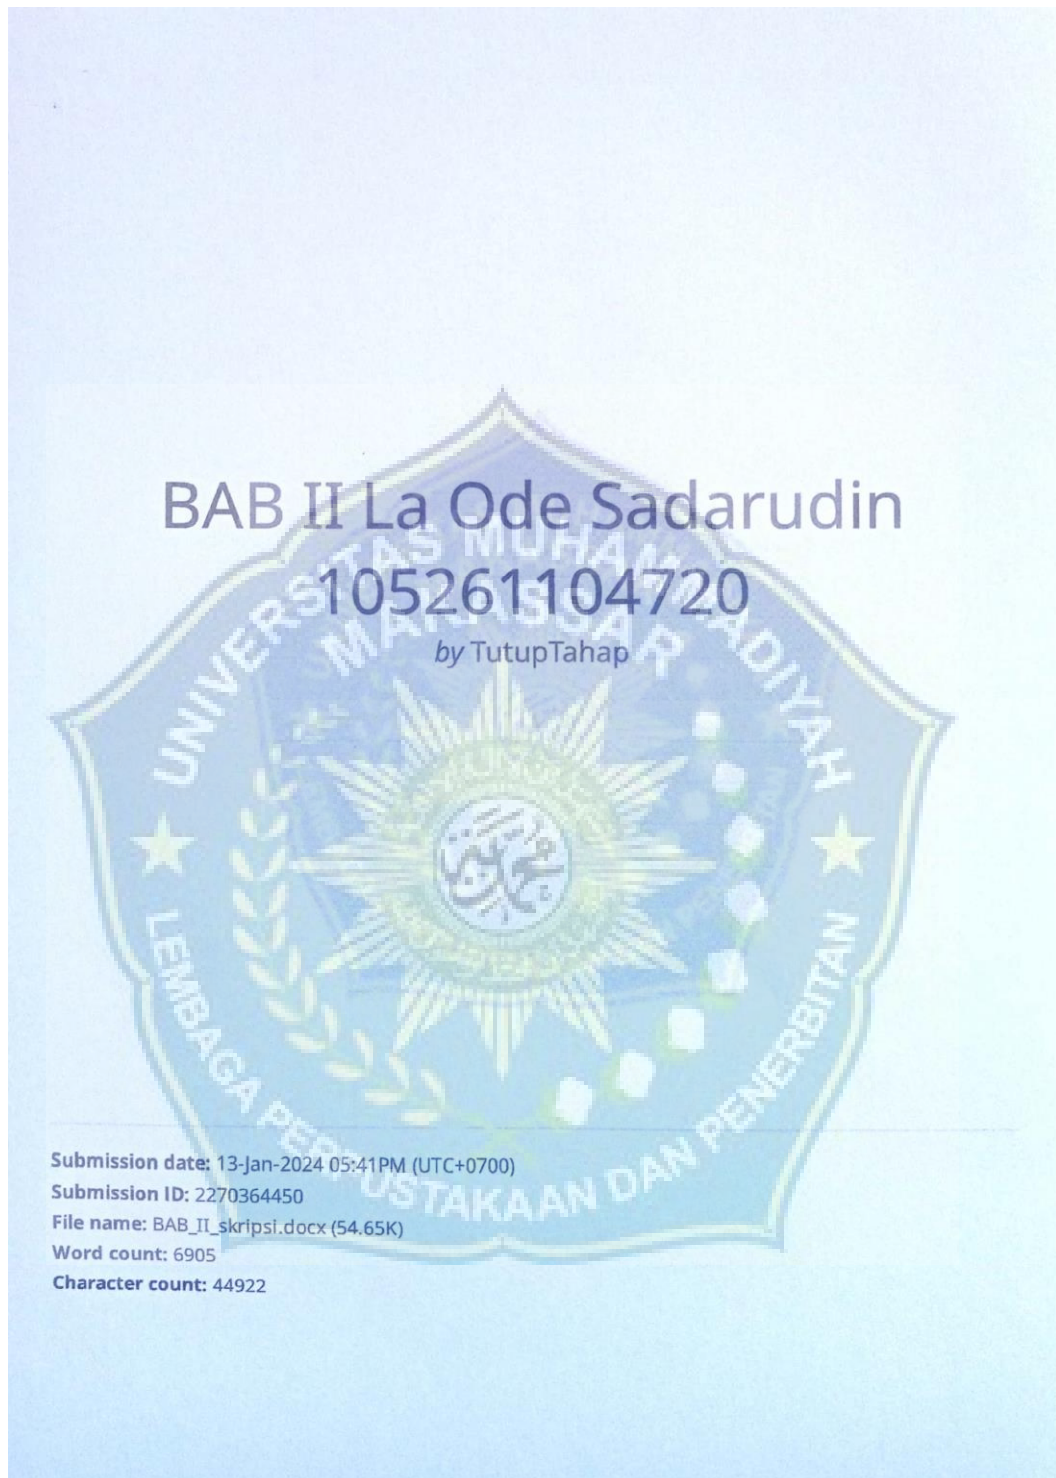 BAB II La Ode Sadarudin
105261104720
by TutupTahap
UNIVERSITAS MUHAMMADIYAH
MAKASSAR
LEMBAGA PERPUSTAKAAN DAN PENERBITAN
Submission date: 13-Jan-2024 05:41PM (UTC+0700)
Submission ID: 2270364450
File name: BAB_II_skripsi.docx (54.65K)
Word count: 6905
Character count: 44922